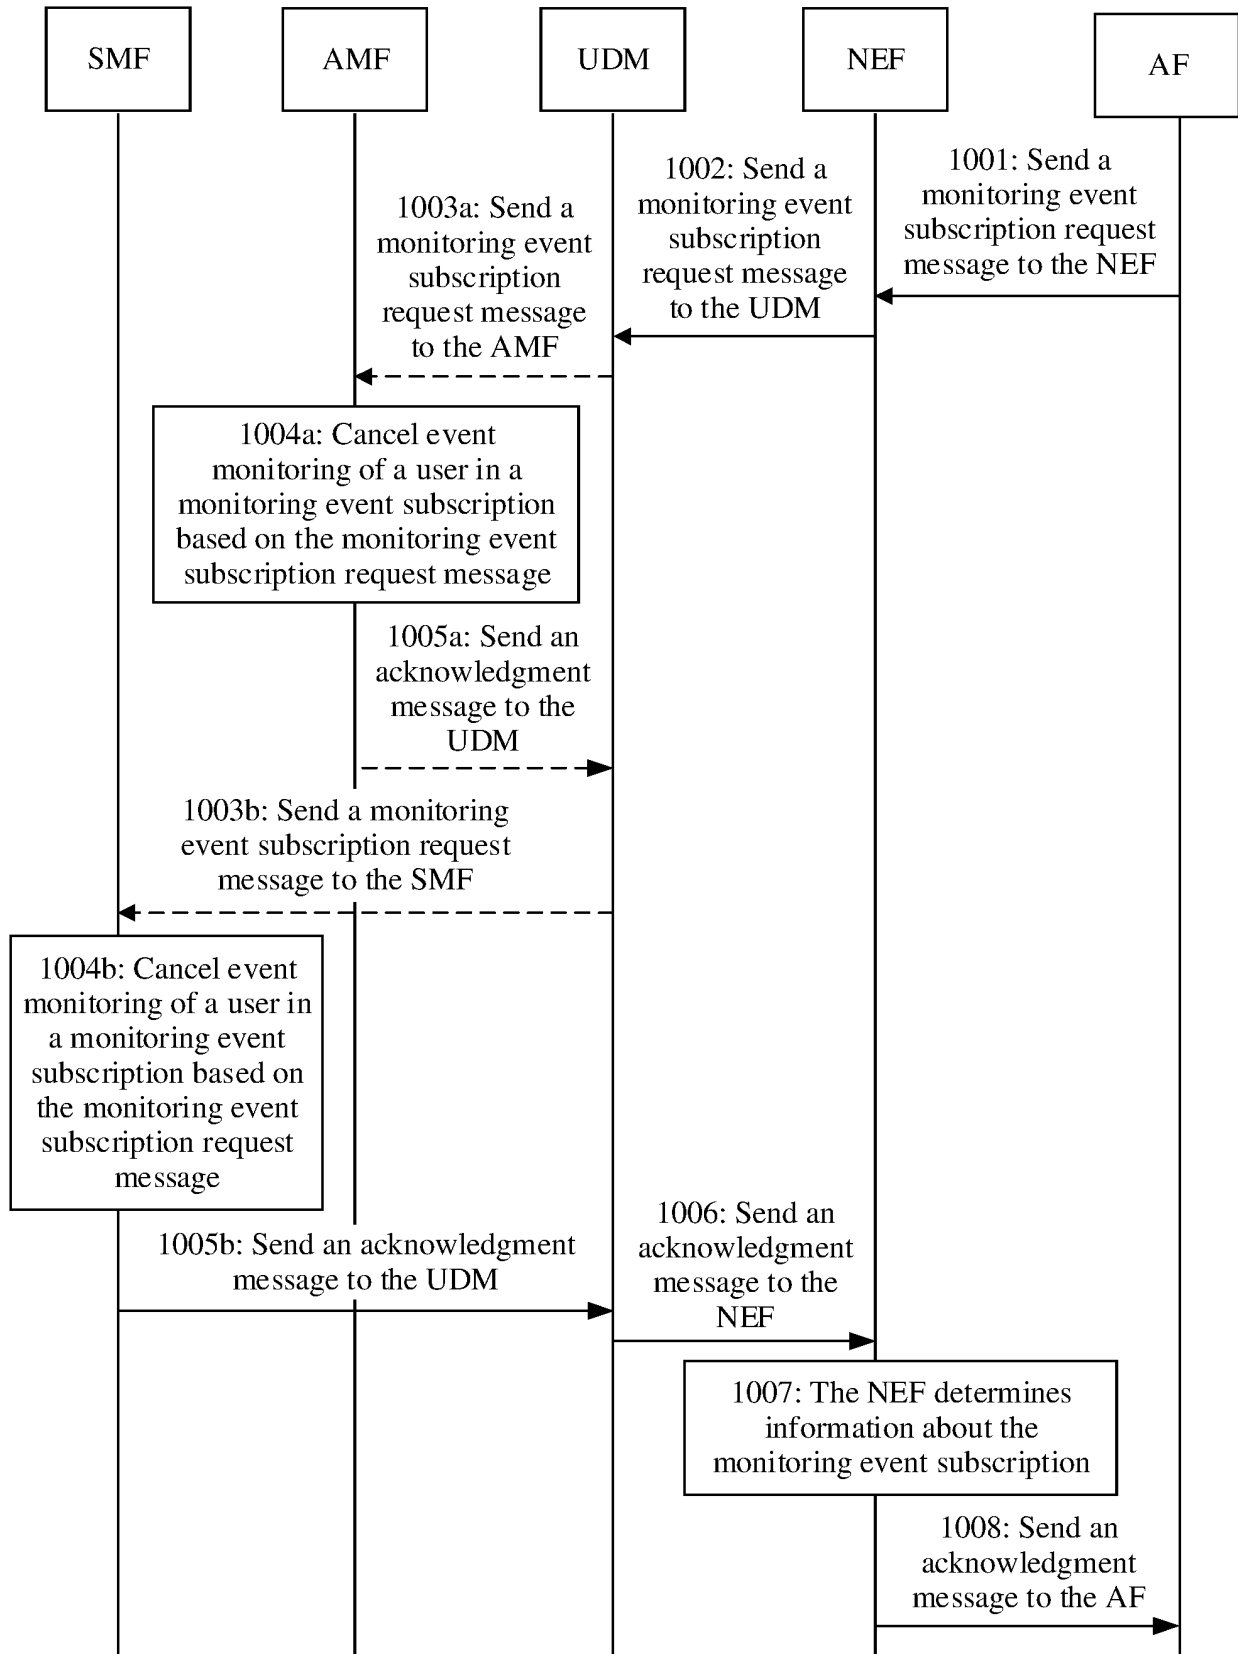 SMF
AMF
UDM
NEF
AF
1001: Send a
monitoring event
subscription request
message to the NEF
1002: Send a
monitoring event
subscription
request message
to the UDM
1003a: Send a
monitoring event
subscription
request message
to the AMF
1004a: Cancel event
monitoring of a user in a
monitoring event subscription
based on the monitoring event
subscription request message
1005a: Send an
acknowledgment
message to the
UDM
1003b: Send a monitoring
event subscription request
message to the SMF
1004b: Cancel event
monitoring of a user in
a monitoring event
subscription based on
the monitoring event
subscription request
message
1005b: Send an acknowledgment
message to the UDM
1006: Send an
acknowledgment
message to the
NEF
1007: The NEF determines
information about the
monitoring event subscription
1008: Send an
acknowledgment
message to the AF